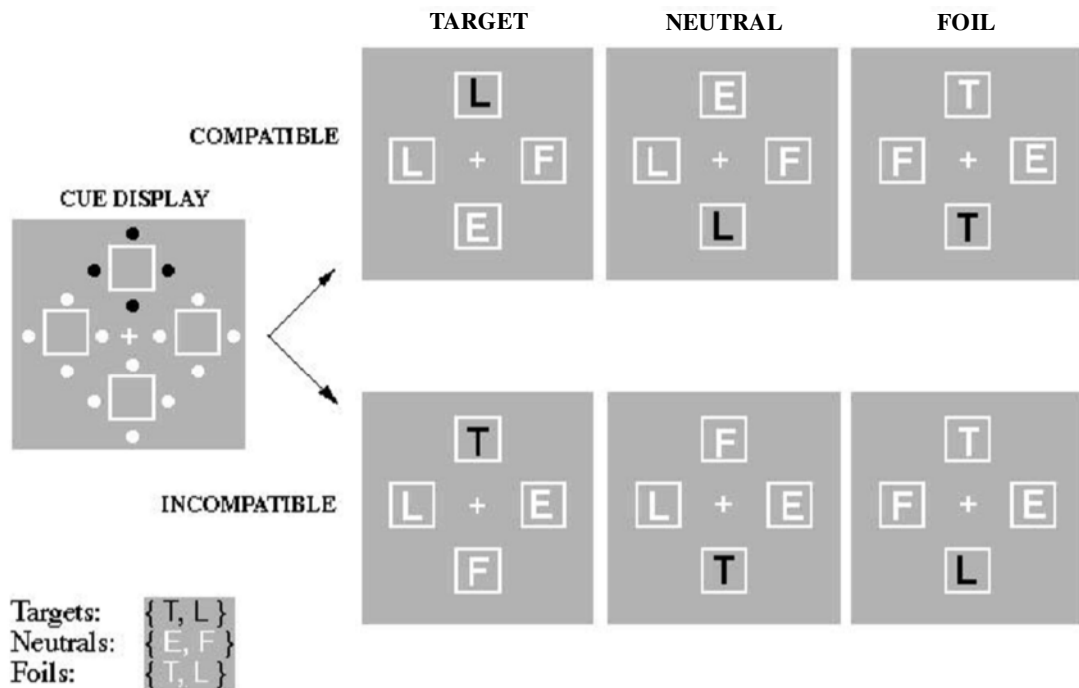 TARGET NEUTRAL FOIL
L E T
COMPATIBLE
L + F L + F F + E
CUE DISPLAY
E L T
+
T F T
INCOMPATIBLE
L + E L + E F + E
F T L
Targets: { T, L }
Neutrals: { E, F }
Foils: { T, L }